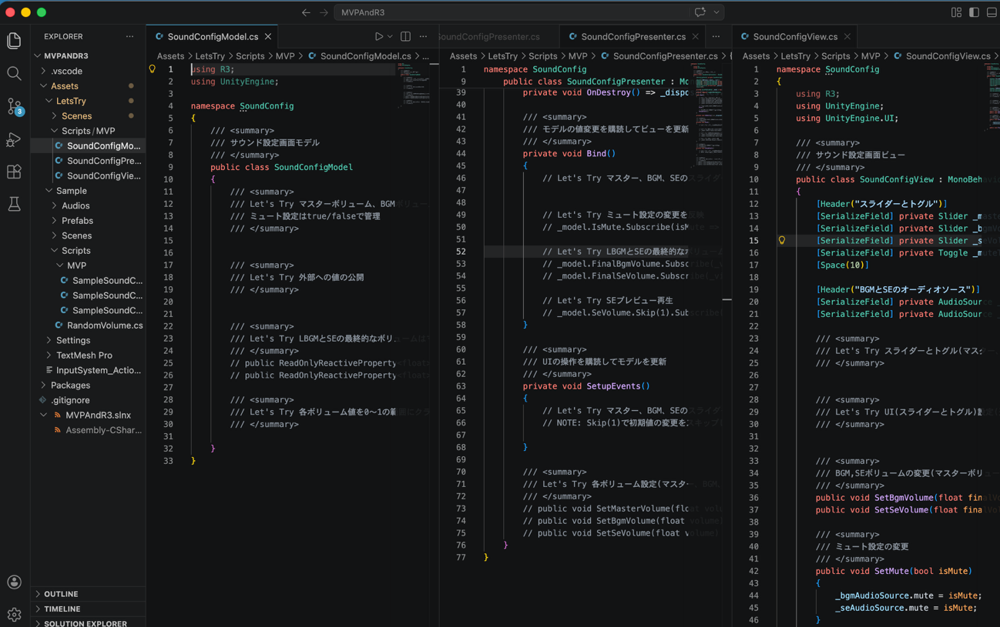 MVPAndR3
EXPLORER
MVPANDR3
.vscode
Assets
LetsTry
Scenes
Scripts / MVP
SoundConfigMo...
SoundConfigPre...
SoundConfigVie...
Sample
Audios
Prefabs
Scenes
Scripts
MVP
SampleSoundC...
SampleSoundC...
SampleSoundC...
RandomVolume.cs
Settings
TextMesh Pro
InputSystem_Actio...
Packages
.gitignore
MVPAndR3.slnx
Assembly-CShar...
OUTLINE
TIMELINE
SOLUTION EXPLORER
3
SoundConfigModel.cs
Assets > LetsTry > Scripts > MVP > SoundConfigModel.cs > ...
1 using R3;
2 using UnityEngine;
3
4 namespace SoundConfig
5 {
6 /// <summary>
7 /// サウンド設定画面モデル
8 /// </summary>
9 public class SoundConfigModel
10 {
11 /// <summary>
12 /// Let's Try マスターボリューム、BGMボリュー
13 /// ミュート設定はtrue/falseで管理
14 /// </summary>
15
16
17 /// <summary>
18 /// Let's Try 外部への値の公開
19 /// </summary>
20
21
22 /// <summary>
23 /// Let's Try LBGMとSEの最終的なボリュームは
24 /// </summary>
25 // public ReadOnlyReactiveProperty<float>
26 // public ReadOnlyReactiveProperty<float>
27
28 /// <summary>
29 /// Let's Try 各ボリューム値を0〜1の範囲にクラ
30 /// </summary>
31
32 }
33 }
SoundConfigPresenter.cs
SoundConfigPresenter.cs
Assets > LetsTry > Scripts > MVP > SoundConfigPresenter.cs > {
1 namespace SoundConfig
9 public class SoundConfigPresenter : Mo
39 private void OnDestroy() => _dispo
40
41 /// <summary>
42 /// モデルの値変更を購読してビューを更新
43 /// </summary>
44 private void Bind()
45 {
46 // Let's Try マスター、BGM、SEのスライダ
47
48
49 // Let's Try ミュート設定の変更を反映
50 // _model.IsMute.Subscribe(isMute =>
51
52 // Let's Try LBGMとSEの最終的なボリューム
53 // _model.FinalBgmVolume.Subscribe(_v
54 // _model.FinalSeVolume.Subscribe(_vi
55
56 // Let's Try SEプレビュー再生
57 // _model.SeVolume.Skip(1).Subscribe(
58 }
59
60 /// <summary>
61 /// UIの操作を購読してモデルを更新
62 /// </summary>
63 private void SetupEvents()
64 {
65 // Let's Try マスター、BGM、SEのスライダ
66 // NOTE: Skip(1)で初期値の変更をスキップ
67
68 }
69
70 /// <summary>
71 /// Let's Try 各ボリューム設定(マスター、BGM、
72 /// </summary>
73 // public void SetMasterVolume(float volu
74 // public void SetBgmVolume(float volume)
75 // public void SetSeVolume(float volume)
76 }
77 }
SoundConfigView.cs
Assets > LetsTry > Scripts > MVP > SoundConfigView.cs >
1 namespace SoundConfig
2 {
3 using R3;
4 using UnityEngine;
5 using UnityEngine.UI;
6
7 /// <summary>
8 /// サウンド設定画面ビュー
9 /// </summary>
10 public class SoundConfigView : MonoBehavio
11 {
12 [Header("スライダーとトグル")]
13 [SerializeField] private Slider _ma
14 [SerializeField] private Slider _bgmVo
15 [SerializeField] private Slider _seVol
16 [SerializeField] private Toggle _mute
17 [Space(10)]
18
19 [Header("BGMとSEのオーディオソース")]
20 [SerializeField] private AudioSource _
21 [SerializeField] private AudioSource _
22
23 /// <summary>
24 /// Let's Try スライダーとトグル(マスター、
25 /// </summary>
26
27
28 /// <summary>
29 /// Let's Try UI(スライダーとトグル)設定(
30 /// </summary>
31
32
33 /// <summary>
34 /// BGM,SEボリュームの変更(マスターボリュー
35 /// </summary>
36 public void SetBgmVolume(float finalVo
37 public void SetSeVolume(float finalVo
38
39 /// <summary>
40 /// ミュート設定の変更
41 /// </summary>
42 public void SetMute(bool isMute)
43 {
44 _bgmAudioSource.mute = isMute;
45 _seAudioSource.mute = isMute;
46 }